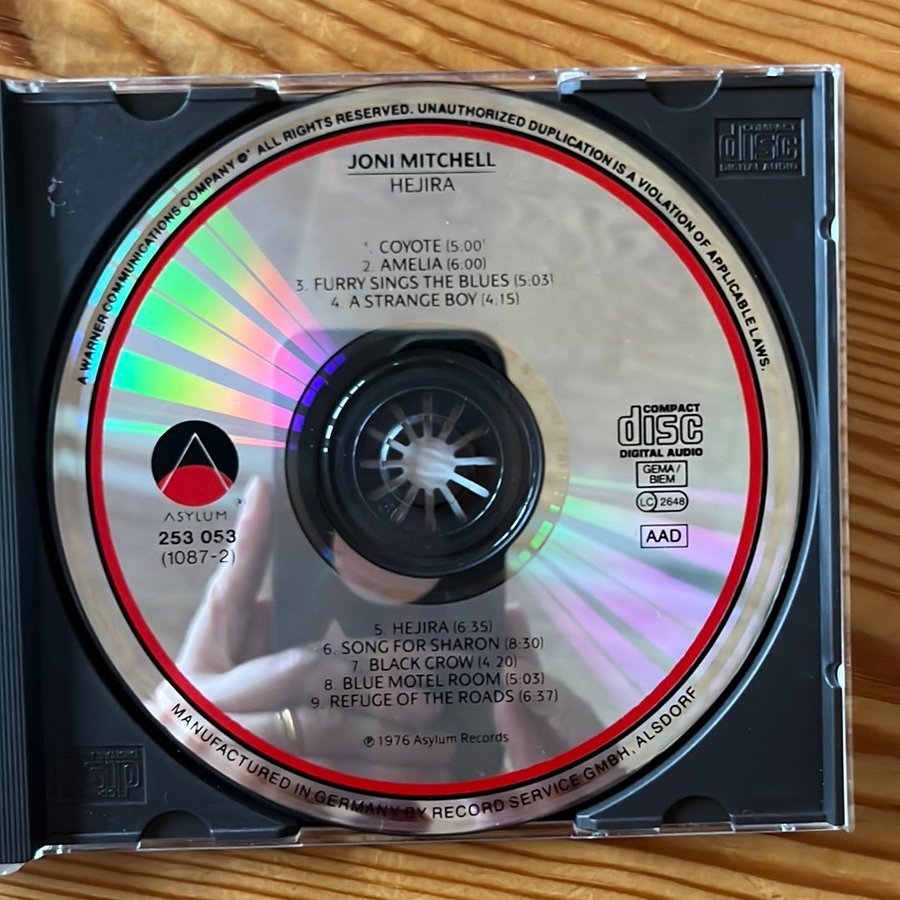 A WARNER COMMUNICATIONS COMPANY ℗® ALL RIGHTS RESERVED. UNAUTHORIZED DUPLICATION IS A VIOLATION OF APPLICABLE LAWS.
COMPACT
disc
JONI MITCHELL
HEJIRA
1. COYOTE (5:00)
2. AMELIA (6:00)
3. FURRY SINGS THE BLUES (5:03)
4. A STRANGE BOY (4:15)
COMPACT
disc
DIGITAL AUDIO
GEMA/
BIEM
LC 2648
AAD
ASYLUM ®
253 053
(1087-2)
5. HEJIRA (6:35)
6. SONG FOR SHARON (8:30)
7. BLACK CROW (4:20)
8. BLUE MOTEL ROOM (5:03)
9. REFUGE OF THE ROADS (6:37)
℗ 1976 Asylum Records
MANUFACTURED IN GERMANY BY RECORD SERVICE GMBH, ALSDORF